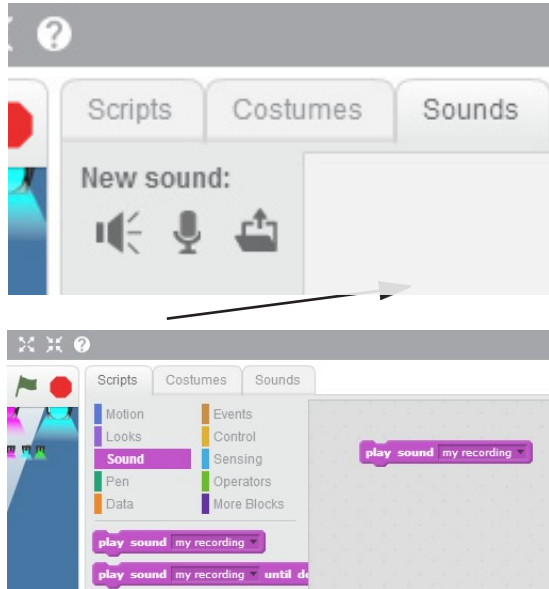 ?
Scripts Costumes Sounds
New sound:
?
Scripts Costumes Sounds
Motion Events
Looks Control
Sound Sensing
Pen Operators
Data More Blocks
play sound my recording
play sound my recording
play sound my recording until